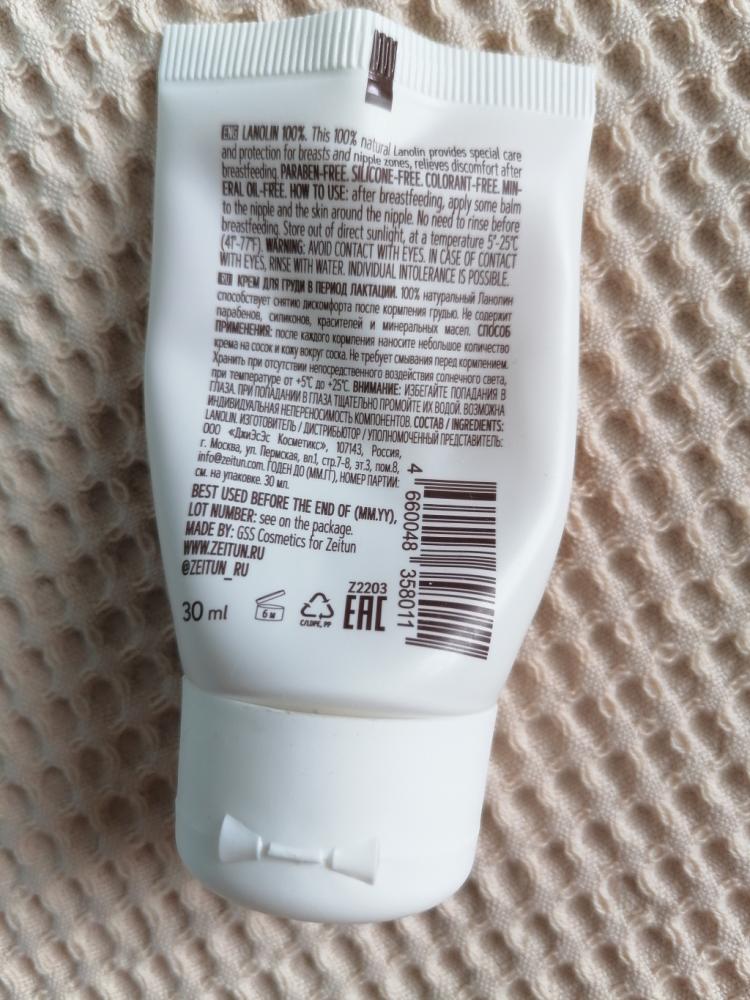 ENG LANOLIN 100%. This 100% natural Lanolin provides special care
and protection for breasts and nipple zones, relieves discomfort after
breastfeeding. PARABEN-FREE. SILICONE-FREE. COLORANT-FREE. MIN-
ERAL OIL-FREE. HOW TO USE: after breastfeeding, apply some balm
to the nipple and the skin around the nipple. No need to rinse before
breastfeeding. Store out of direct sunlight, at a temperature 5°-25°C
(41°-77°F). WARNING: AVOID CONTACT WITH EYES. IN CASE OF CONTACT
WITH EYES, RINSE WITH WATER. INDIVIDUAL INTOLERANCE IS POSSIBLE.
КРЕМ ДЛЯ ГРУДИ В ПЕРИОД ЛАКТАЦИИ. 100% натуральный Ланолин
способствует снятию дискомфорта после кормления грудью. Не содержит
парабенов, силиконов, красителей и минеральных масел. СПОСОБ
ПРИМЕНЕНИЯ: после каждого кормления наносите небольшое количество
крема на сосок и кожу вокруг соска. Не требует смывания перед кормлением.
Хранить при отсутствии непосредственного воздействия солнечного света,
при температуре от +5°С до +25°С. ВНИМАНИЕ: ИЗБЕГАЙТЕ ПОПАДАНИЯ В
ГЛАЗА. ПРИ ПОПАДАНИИ В ГЛАЗА ТЩАТЕЛЬНО ПРОМОЙТЕ ИХ ВОДОЙ. ВОЗМОЖНА
ИНДИВИДУАЛЬНАЯ НЕПЕРЕНОСИМОСТЬ КОМПОНЕНТОВ. СОСТАВ / INGREDIENTS:
LANOLIN. ИЗГОТОВИТЕЛЬ / ДИСТРИБЬЮТОР / УПОЛНОМОЧЕННЫЙ ПРЕДСТАВИТЕЛЬ:
ООО «ДжиЭсЭс Косметикс», 107143, Россия,
г. Москва, ул. Пермская, вл.1, стр.7-8, эт.3, пом.8,
info@zeitun.com. ГОДЕН ДО (ММ.ГГ), НОМЕР ПАРТИИ:
см. на упаковке. 30 мл.
BEST USED BEFORE THE END OF (MM.YY),
LOT NUMBER: see on the package.
MADE BY: GSS Cosmetics for Zeitun
WWW.ZEITUN.RU
@ZEITUN_RU
30 ml
6 м
C/LDPE, PP
Z2203
EAC
4 660048 358011